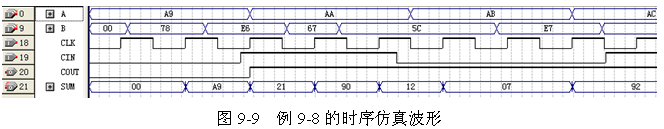 0 A A9 AA AB AC
9 B 00 78 E6 67 5C E7
18 CLK
19 CIN
20 COUT
21 SUM 00 A9 21 90 12 07 92
图 9-9 例 9-8 的时序仿真波形